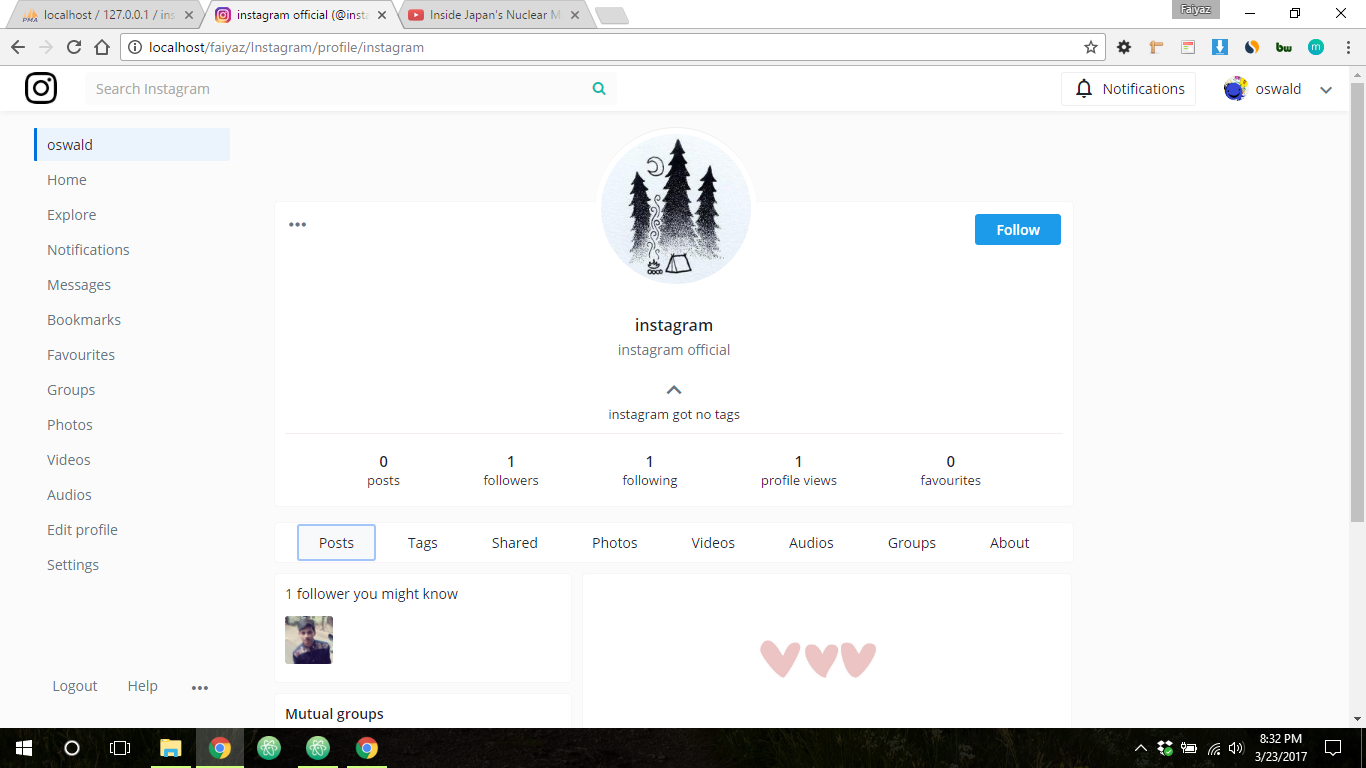 localhost / 127.0.0.1 / ins
instagram official (@insta
Inside Japan's Nuclear M
Faiyaz
localhost/faiyaz/Instagram/profile/instagram
bw
m
Search Instagram
Notifications
oswald
oswald
Home
Explore
Notifications
Messages
Bookmarks
Favourites
Groups
Photos
Videos
Audios
Edit profile
Settings
Logout Help
Follow
instagram
instagram official
instagram got no tags
0 1 1 1 0
posts followers following profile views favourites
Posts Tags Shared Photos Videos Audios Groups About
1 follower you might know
Mutual groups
8:32 PM
3/23/2017